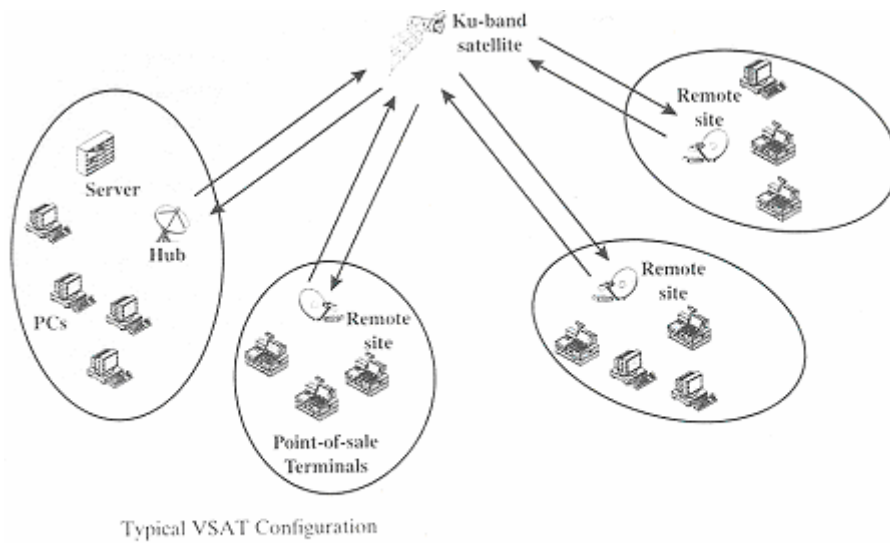 Ku-band
satellite
Remote
site
Server
Hub
PCs
Remote
site
Remote
site
Point-of-sale
Terminals
Typical VSAT Configuration